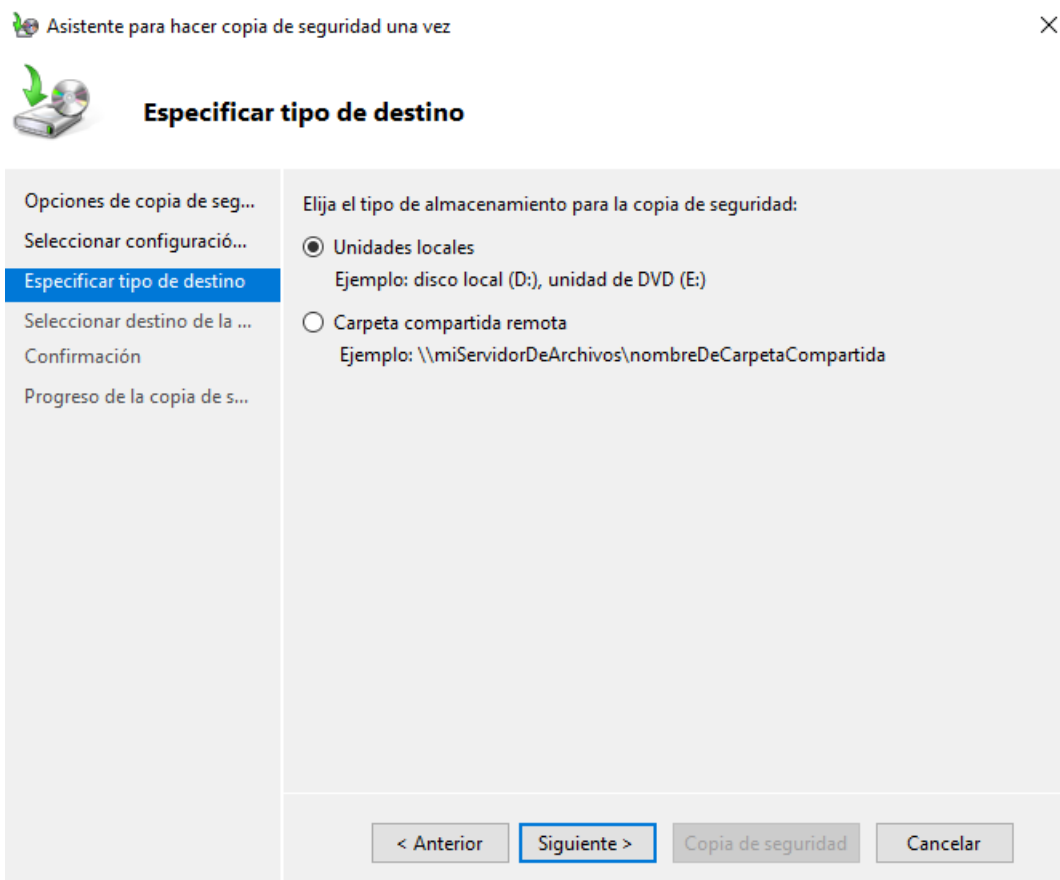 Asistente para hacer copia de seguridad una vez
Especificar tipo de destino
Opciones de copia de seg...
Seleccionar configuració...
Especificar tipo de destino
Seleccionar destino de la ...
Confirmación
Progreso de la copia de s...
Elija el tipo de almacenamiento para la copia de seguridad:
Unidades locales
Ejemplo: disco local (D:), unidad de DVD (E:)
Carpeta compartida remota
Ejemplo: \\miServidorDeArchivos\nombreDeCarpetaCompartida
< Anterior
Siguiente >
Copia de seguridad
Cancelar